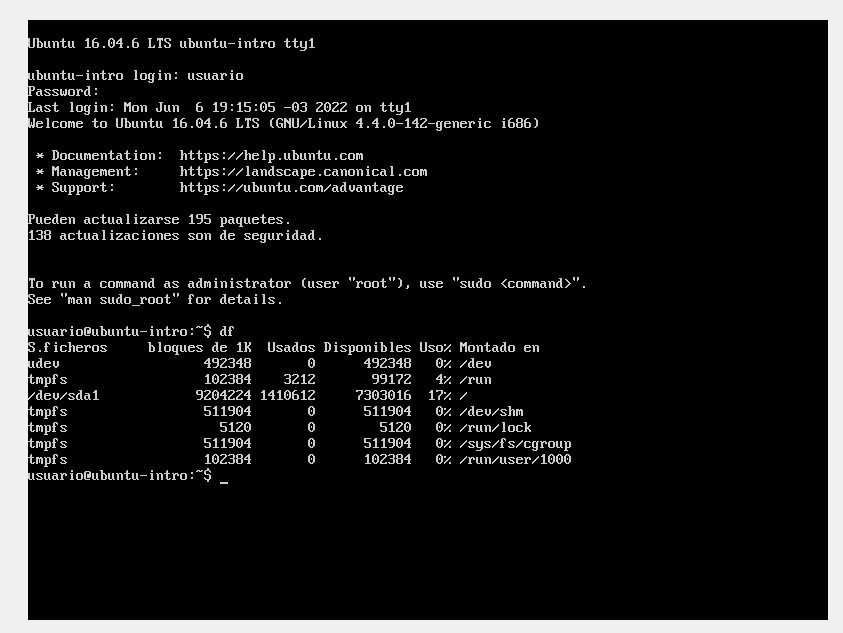 Ubuntu 16.04.6 LTS ubuntu-intro tty1
ubuntu-intro login: usuario
Password:
Last login: Mon Jun  6 19:15:05 -03 2022 on tty1
Welcome to Ubuntu 16.04.6 LTS (GNU/Linux 4.4.0-142-generic i686)
 * Documentation:  https://help.ubuntu.com
 * Management:     https://landscape.canonical.com
 * Support:        https://ubuntu.com/advantage
Pueden actualizarse 195 paquetes.
138 actualizaciones son de seguridad.
To run a command as administrator (user "root"), use "sudo <command>".
See "man sudo_root" for details.
usuario@ubuntu-intro:~$ df
S.ficheros     bloques de 1K  Usados Disponibles Uso% Montado en
udev                  492348       0      492348   0% /dev
tmpfs                 102384    3212       99172   4% /run
/dev/sda1            9204224 1410612     7303016  17% /
tmpfs                 511904       0      511904   0% /dev/shm
tmpfs                   5120       0        5120   0% /run/lock
tmpfs                 511904       0      511904   0% /sys/fs/cgroup
tmpfs                 102384       0      102384   0% /run/user/1000
usuario@ubuntu-intro:~$ _